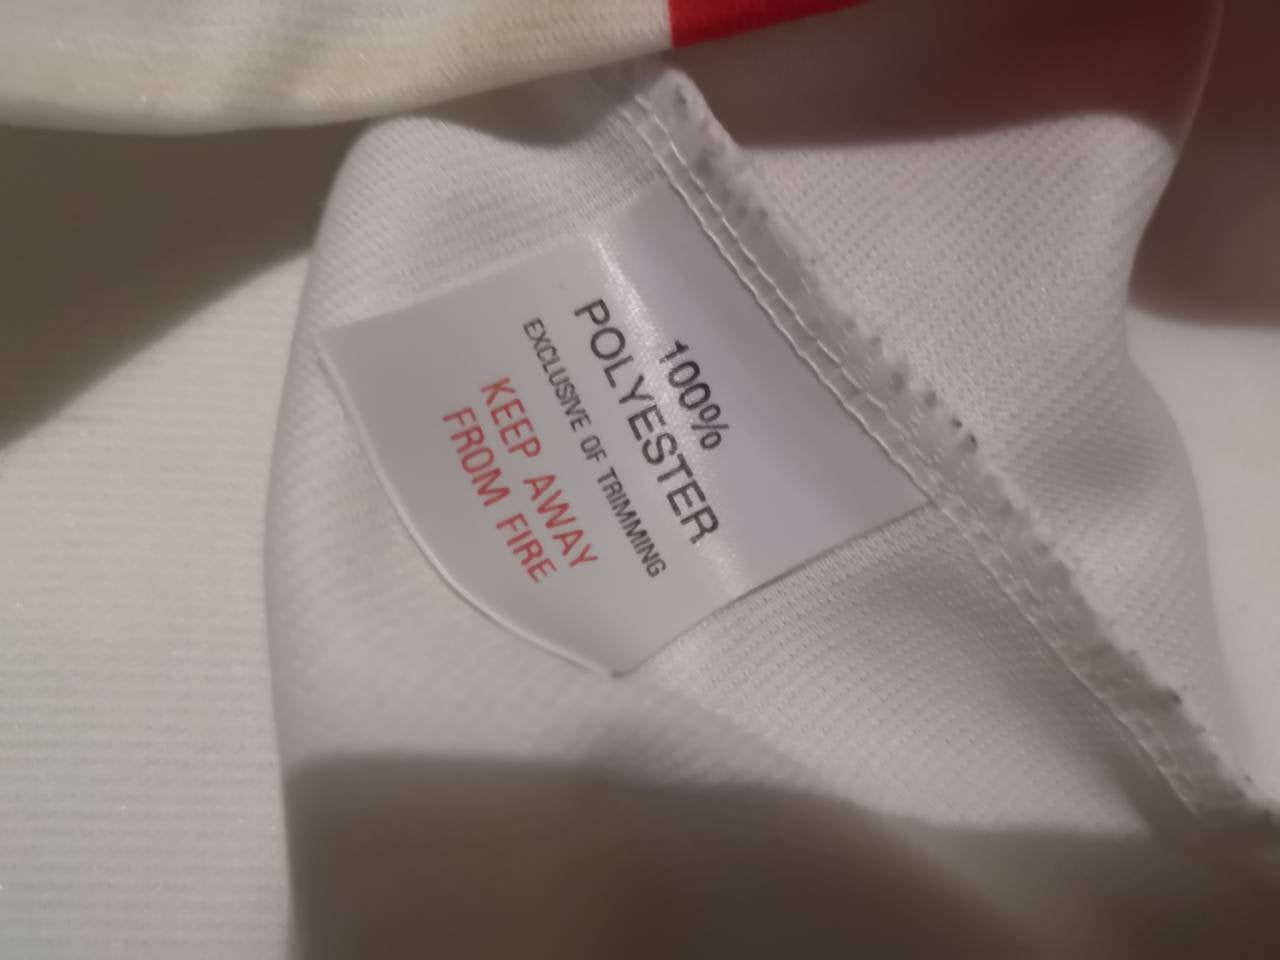 100%
POLYESTER
EXCLUSIVE OF TRIMMING
KEEP AWAY
FROM FIRE